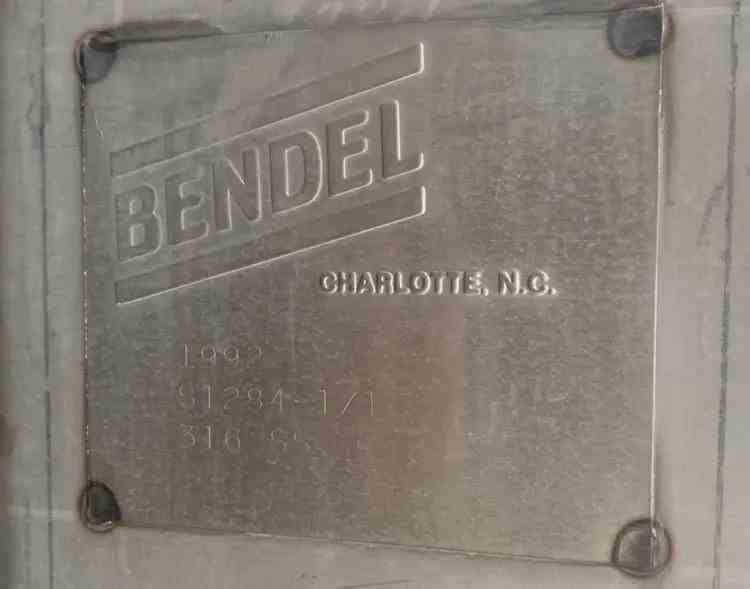 BENDEL
CHARLOTTE, N.C.
1992
91284-1/1
316 SS